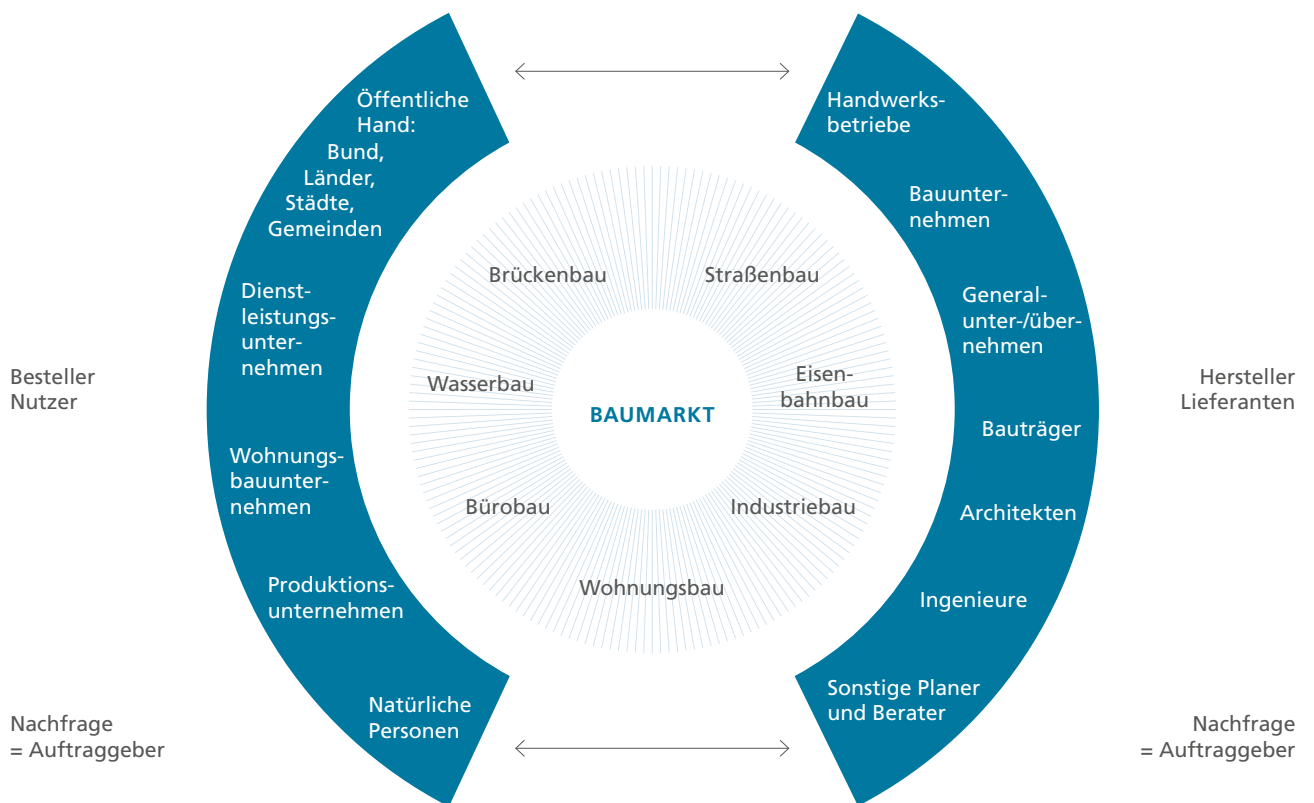 Besteller
Nutzer
Nachfrage
= Auftraggeber
Öffentliche
Hand:
Bund,
Länder,
Städte,
Gemeinden
Dienst-
leistungs-
unter-
nehmen
Wohnungs-
bauunter-
nehmen
Produktions-
unternehmen
Natürliche
Personen
Brückenbau
Straßenbau
Wasserbau
Eisen-
bahnbau
BAUMARKT
Bürobau
Industriebau
Wohnungsbau
Handwerks-
betriebe
Bauunter-
nehmen
General-
unter-/über-
nehmen
Bauträger
Architekten
Ingenieure
Sonstige Planer
und Berater
Hersteller
Lieferanten
Nachfrage
= Auftraggeber